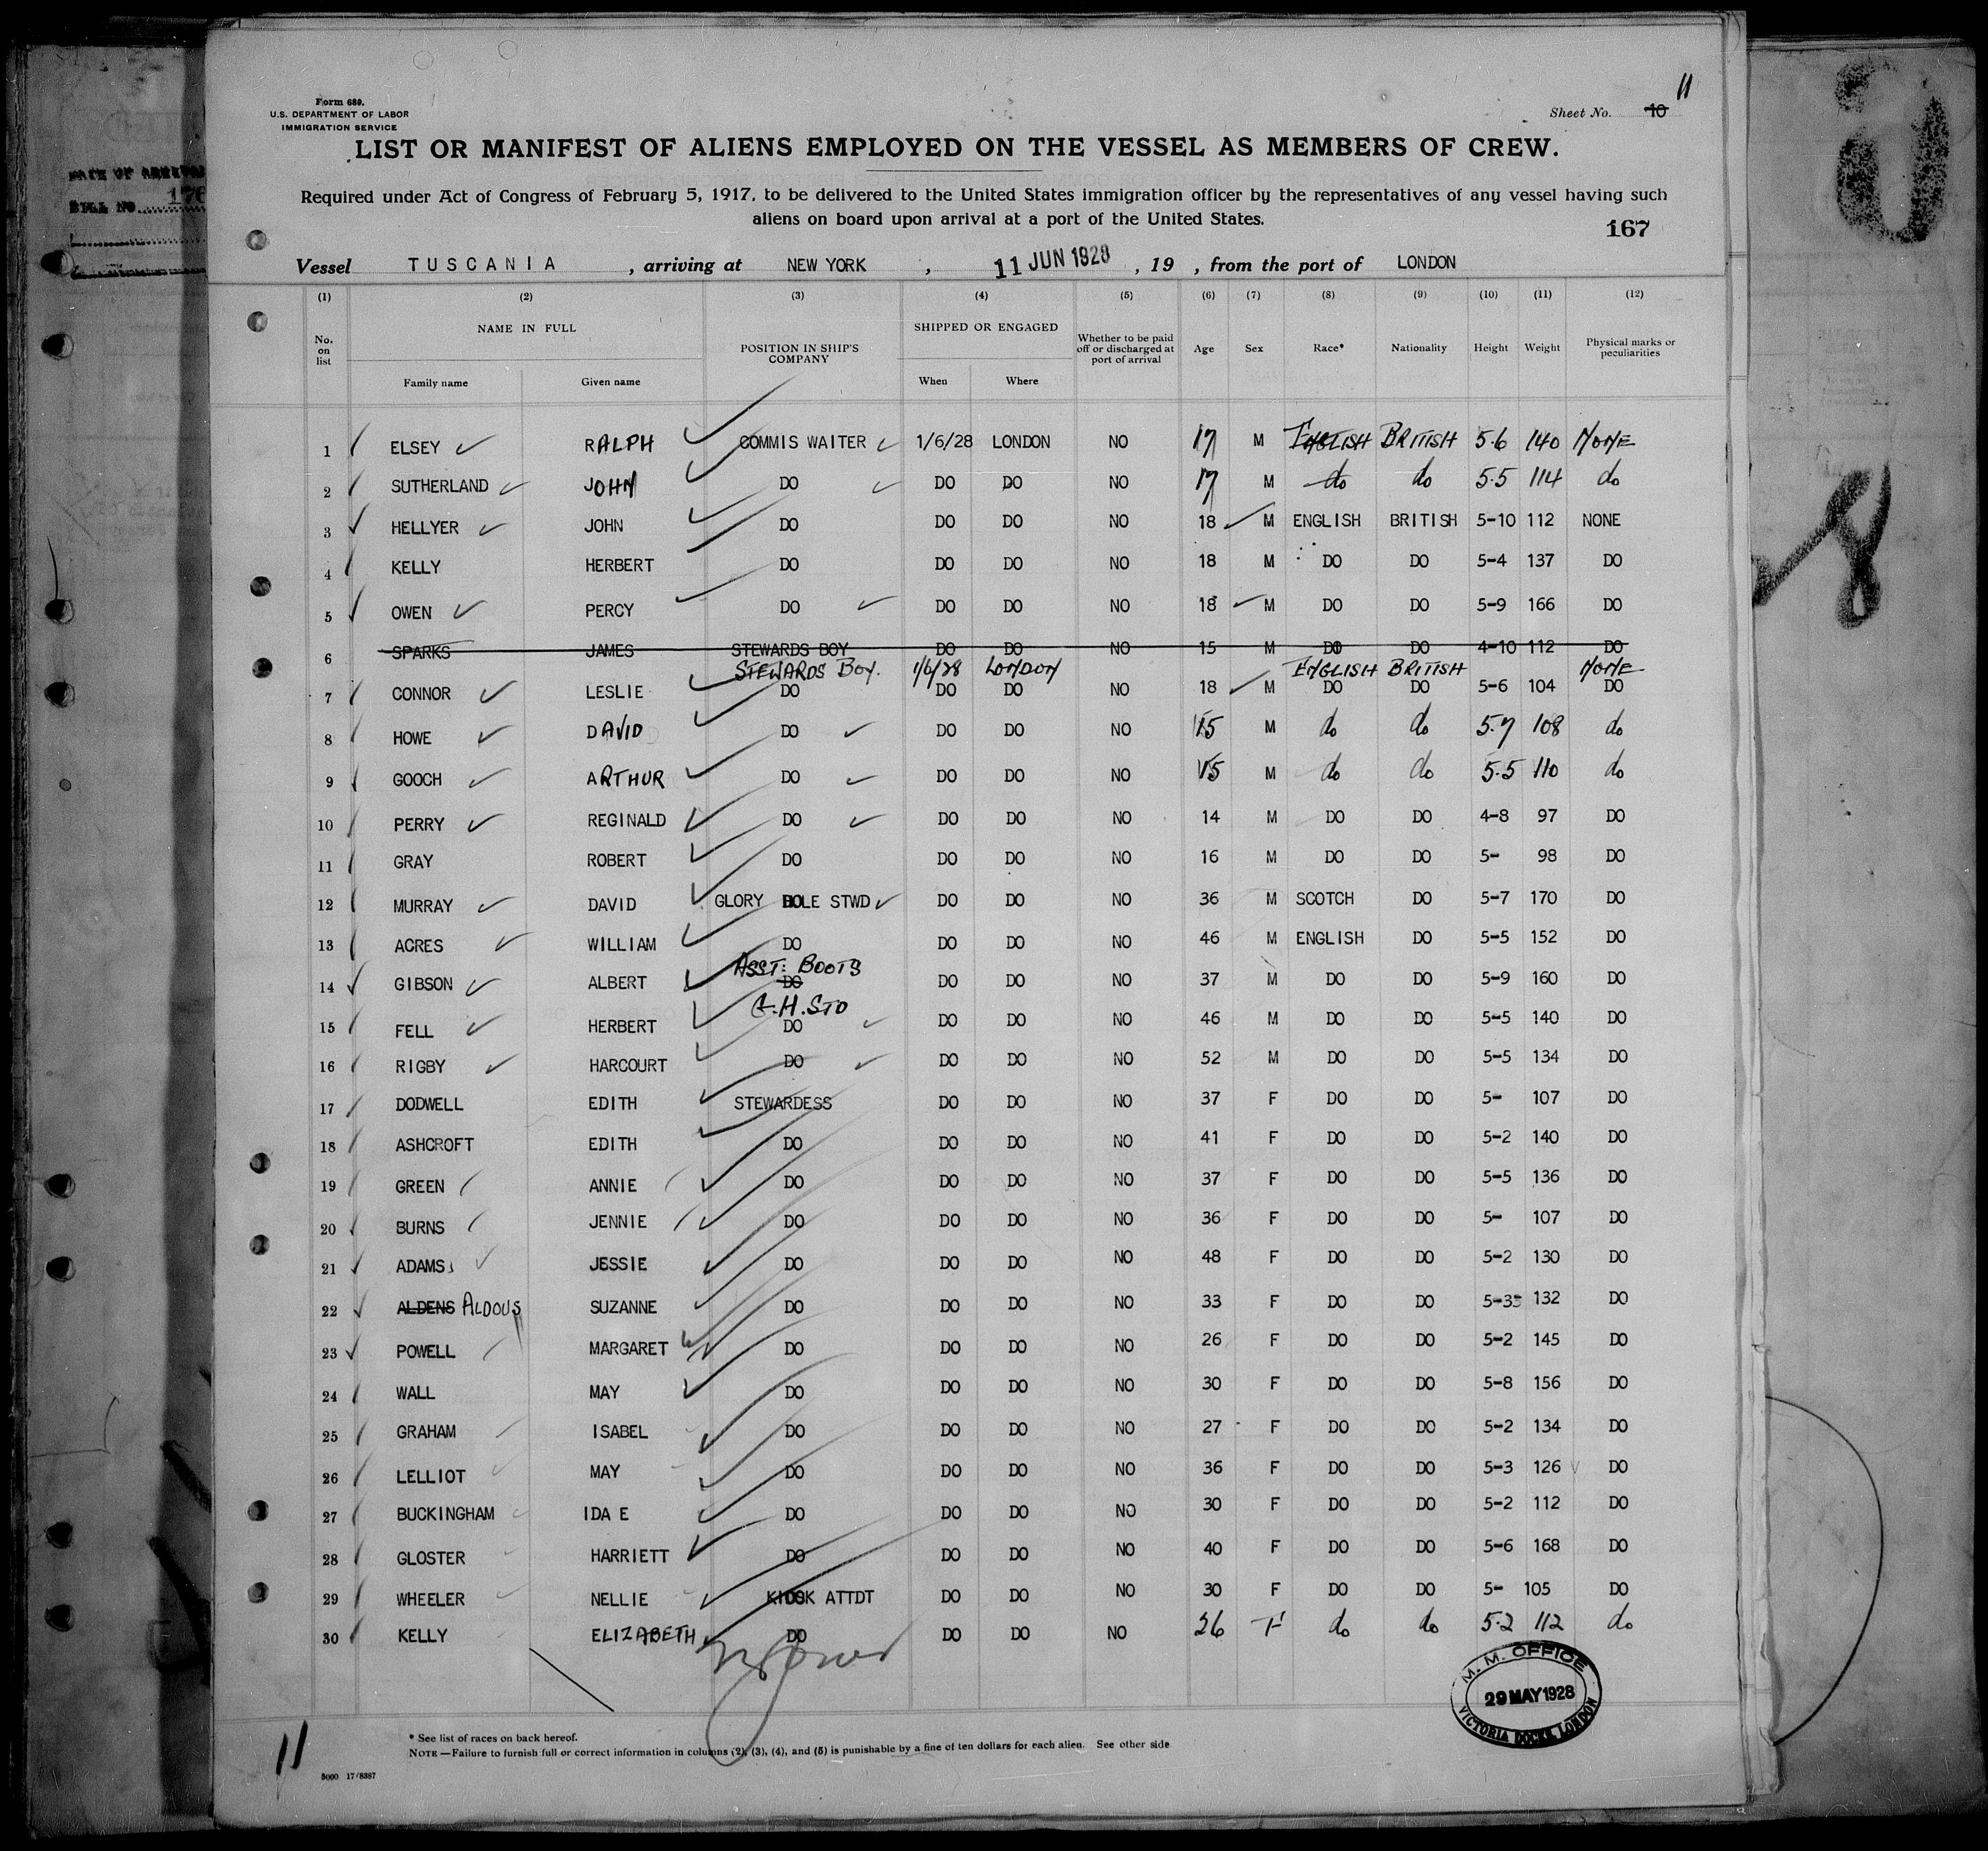 11
Form 689.
U.S. DEPARTMENT OF LABOR
IMMIGRATION SERVICE
Sheet No. 10
LIST OR MANIFEST OF ALIENS EMPLOYED ON THE VESSEL AS MEMBERS OF CREW.
Required under Act of Congress of February 5, 1917, to be delivered to the United States immigration officer by the representatives of any vessel having such
aliens on board upon arrival at a port of the United States.
167
BILL NO. 176
Vessel TUSCANIA , arriving at NEW YORK , 11 JUN 1928 , 19 , from the port of LONDON
(1) (2) (3) (4) (5) (6) (7) (8) (9) (10) (11) (12)
No. on list NAME IN FULL Family name Given name POSITION IN SHIP'S COMPANY SHIPPED OR ENGAGED When Where Whether to be paid off or discharged at port of arrival Age Sex Race* Nationality Height Weight Physical marks or peculiarities
1 ELSEY RALPH COMMIS WAITER 1/6/28 LONDON NO 17 M ENGLISH BRITISH 5.6 140 NONE
2 SUTHERLAND JOHN DO DO DO NO 17 M do do 5.5 114 do
3 HELLYER JOHN DO DO DO NO 18 M ENGLISH BRITISH 5-10 112 NONE
4 KELLY HERBERT DO DO DO NO 18 M DO DO 5-4 137 DO
5 OWEN PERCY DO DO DO NO 18 M DO DO 5-9 166 DO
6 SPARKS JAMES STEWARDS BOY DO DO NO 15 M DO DO 4-10 112 DO
STEWARDS BOY. 1/6/28 LONDON ENGLISH BRITISH NONE
7 CONNOR LESLIE DO DO DO NO 18 M DO DO 5-6 104 DO
8 HOWE DAVID DO DO DO NO 15 M do do 5.7 108 do
9 GOOCH ARTHUR DO DO DO NO 15 M do do 5.5 110 do
10 PERRY REGINALD DO DO DO NO 14 M DO DO 4-8 97 DO
11 GRAY ROBERT DO DO DO NO 16 M DO DO 5- 98 DO
12 MURRAY DAVID GLORY HOLE STWD DO DO NO 36 M SCOTCH DO 5-7 170 DO
13 ACRES WILLIAM DO DO DO NO 46 M ENGLISH DO 5-5 152 DO
ASST: BOOTS
14 GIBSON ALBERT DO DO DO NO 37 M DO DO 5-9 160 DO
G.H.STD
15 FELL HERBERT DO DO DO NO 46 M DO DO 5-5 140 DO
16 RIGBY HARCOURT DO DO DO NO 52 M DO DO 5-5 134 DO
17 DODWELL EDITH STEWARDESS DO DO NO 37 F DO DO 5- 107 DO
18 ASHCROFT EDITH DO DO DO NO 41 F DO DO 5-2 140 DO
19 GREEN ANNIE DO DO DO NO 37 F DO DO 5-5 136 DO
20 BURNS JENNIE DO DO DO NO 36 F DO DO 5- 107 DO
21 ADAMS JESSIE DO DO DO NO 48 F DO DO 5-2 130 DO
22 ALDENS ALDOUS SUZANNE DO DO DO NO 33 F DO DO 5-3 132 DO
23 POWELL MARGARET DO DO DO NO 26 F DO DO 5-2 145 DO
24 WALL MAY DO DO DO NO 30 F DO DO 5-8 156 DO
25 GRAHAM ISABEL DO DO DO NO 27 F DO DO 5-2 134 DO
26 LELLIOT MAY DO DO DO NO 36 F DO DO 5-3 126 DO
27 BUCKINGHAM IDA E DO DO DO NO 30 F DO DO 5-2 112 DO
28 GLOSTER HARRIETT DO DO DO NO 40 F DO DO 5-6 168 DO
29 WHEELER NELLIE KIOSK ATTDT DO DO NO 30 F DO DO 5- 105 DO
30 KELLY ELIZABETH DO DO DO NO 26 F do do 5.2 112 do
M. M. OFFICE
29 MAY 1928
VICTORIA DOCKS, LONDON
11
* See list of races on back hereof.
NOTE.—Failure to furnish full or correct information in columns (2), (3), (4), and (5) is punishable by a fine of ten dollars for each alien. See other side
5000 17/8387